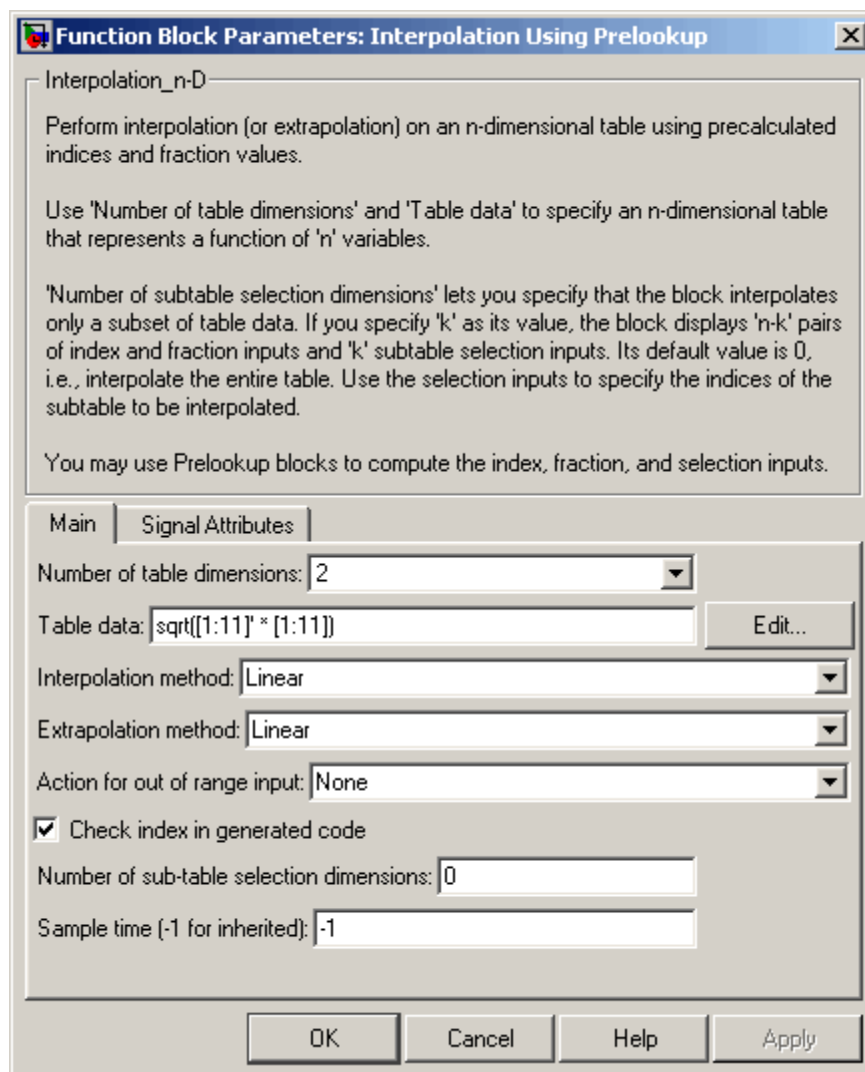 Function Block Parameters: Interpolation Using Prelookup
Interpolation_n-D
Perform interpolation (or extrapolation) on an n-dimensional table using precalculated
indices and fraction values.
Use 'Number of table dimensions' and 'Table data' to specify an n-dimensional table
that represents a function of 'n' variables.
'Number of subtable selection dimensions' lets you specify that the block interpolates
only a subset of table data. If you specify 'k' as its value, the block displays 'n-k' pairs
of index and fraction inputs and 'k' subtable selection inputs. Its default value is 0,
i.e., interpolate the entire table. Use the selection inputs to specify the indices of the
subtable to be interpolated.
You may use Prelookup blocks to compute the index, fraction, and selection inputs.
Main Signal Attributes
Number of table dimensions: 2
Table data: sqrt([1:11]' * [1:11]) Edit...
Interpolation method: Linear
Extrapolation method: Linear
Action for out of range input: None
Check index in generated code
Number of sub-table selection dimensions: 0
Sample time (-1 for inherited): -1
OK Cancel Help Apply